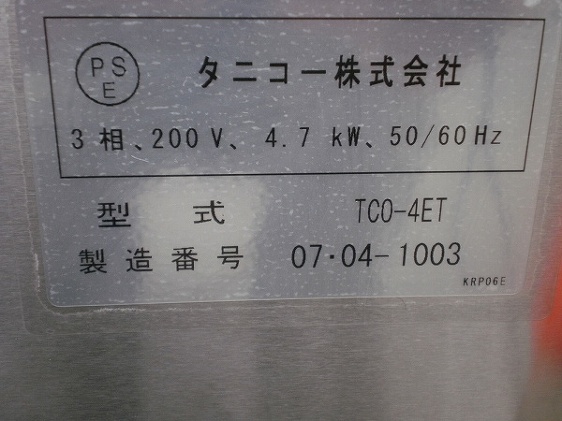 PS
E
タニコー株式会社
3相、200V、4.7kW、50/60Hz
型式 TCO-4ET
製造番号 07・04-1003
KRP06E